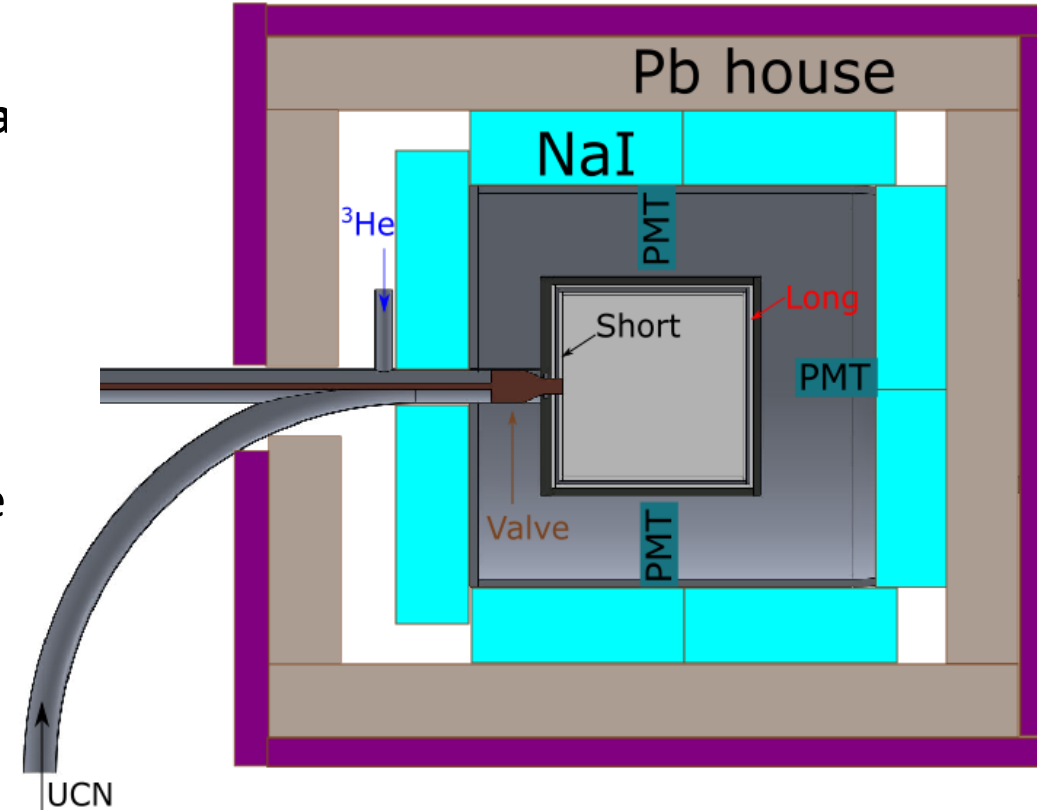 Pb house
a
NaI
PMT
³He
Long
Short
PMT
e
Valve
PMT
UCN